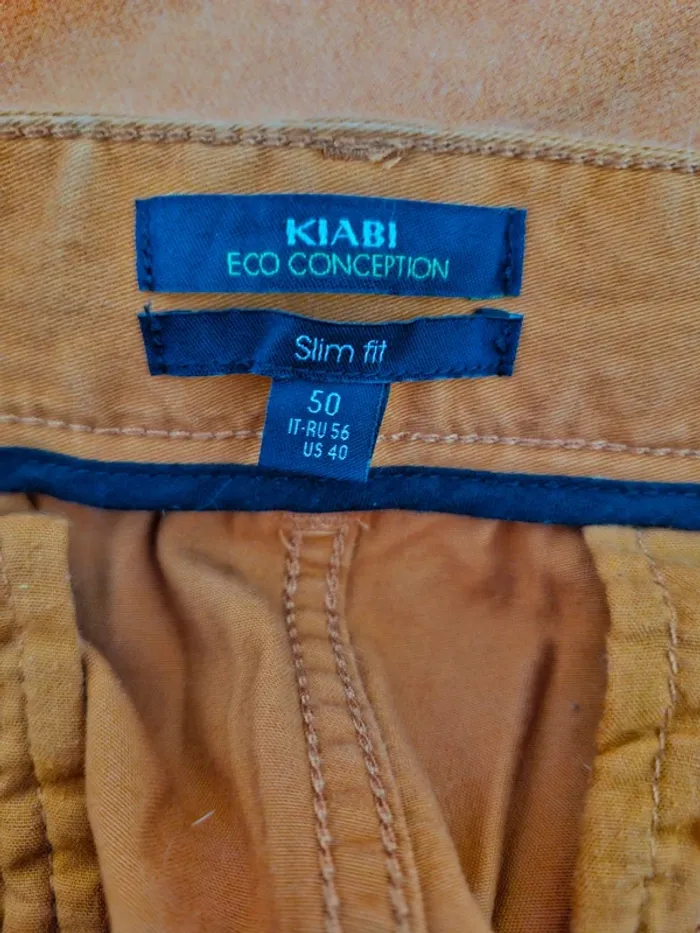 KIABI
ECO CONCEPTION
Slim fit
50
IT-RU 56
US 40